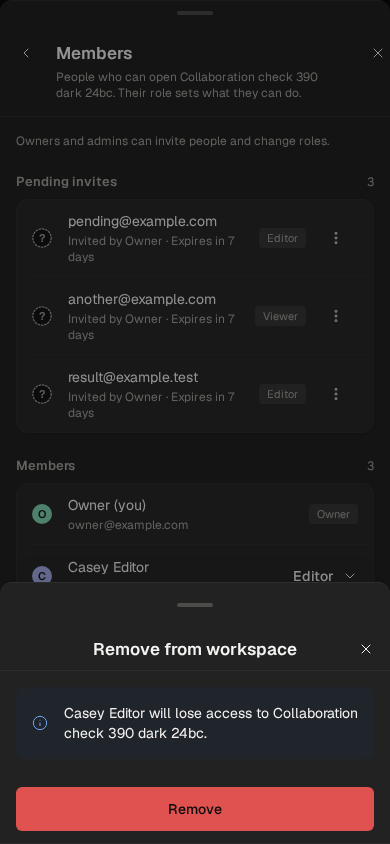 Members
People who can open Collaboration check 390
dark 24bc. Their role sets what they can do.
Owners and admins can invite people and change roles.
Pending invites 3
? pending@example.com Editor
Invited by Owner · Expires in 7
days
? another@example.com Viewer
Invited by Owner · Expires in 7
days
? result@example.test Editor
Invited by Owner · Expires in 7
days
Members 3
O Owner (you) Owner
owner@example.com
C Casey Editor Editor
Remove from workspace
Casey Editor will lose access to Collaboration
check 390 dark 24bc.
Remove